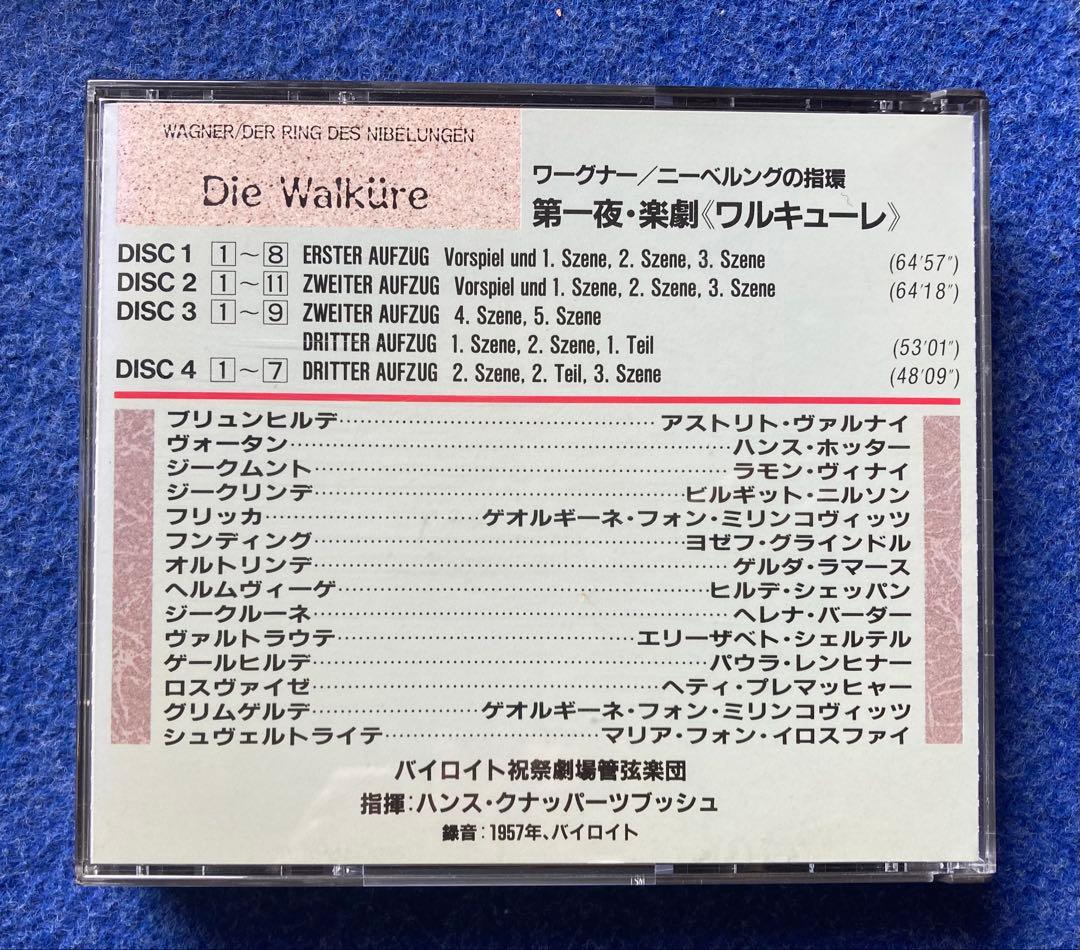 WAGNER/DER RING DES NIBELUNGEN
Die Walküre
ワーグナー／ニーベルングの指環
第一夜・楽劇《ワルキューレ》
DISC 1 1～8 ERSTER AUFZUG Vorspiel und 1. Szene, 2. Szene, 3. Szene (64'57")
DISC 2 1～11 ZWEITER AUFZUG Vorspiel und 1. Szene, 2. Szene, 3. Szene (64'18")
DISC 3 1～9 ZWEITER AUFZUG 4. Szene, 5. Szene
DRITTER AUFZUG 1. Szene, 2. Szene, 1. Teil (53'01")
DISC 4 1～7 DRITTER AUFZUG 2. Szene, 2. Teil, 3. Szene (48'09")
ブリュンヒルデ……アストリト・ヴァルナイ
ヴォータン……ハンス・ホッター
ジークムント……ラモン・ヴィナイ
ジークリンデ……ビルギット・ニルソン
フリッカ……ゲオルギーネ・フォン・ミリンコヴィッツ
フンディング……ヨゼフ・グラインドル
オルトリンデ……ゲルダ・ラマース
ヘルムヴィーゲ……ヒルデ・シェッパン
ジークルーネ……ヘレナ・バーダー
ヴァルトラウテ……エリーザベト・シェルテル
ゲールヒルデ……パウラ・レンヒナー
ロスヴァイゼ……ヘティ・プレマッヒャー
グリムゲルデ……ゲオルギーネ・フォン・ミリンコヴィッツ
シュヴェルトライテ……マリア・フォン・イロスファイ
バイロイト祝祭劇場管弦楽団
指揮：ハンス・クナッパーツブッシュ
録音：1957年、バイロイト